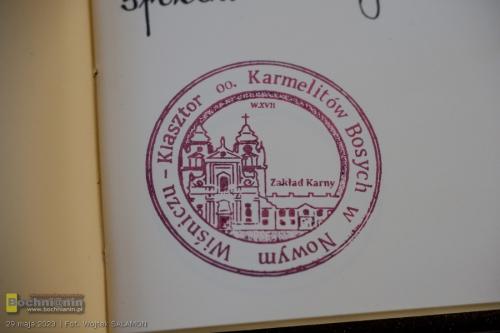 Klasztor oo. Karmelitów Bosych w Nowym Wiśniczu -
W.XVII
Zakład Karny
Bochnianin
www.bochnianin.pl
29 maja 2023 | Fot. Wojtek SALAMON